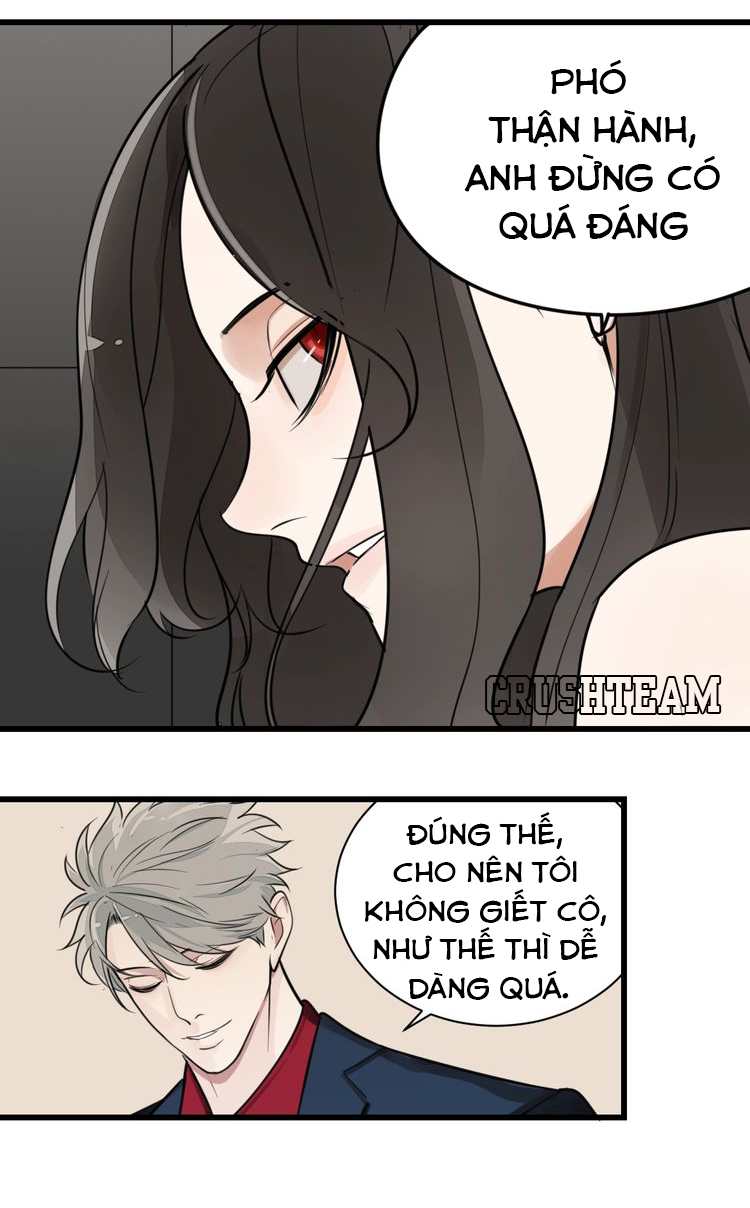 PHÓ
THẬN HÀNH,
ANH ĐỪNG CÓ
QUÁ ĐÁNG
CRUSHTEAM
ĐÚNG THẾ,
CHO NÊN TÔI
KHÔNG GIẾT CÔ,
NHƯ THẾ THÌ DỄ
DÀNG QUÁ.